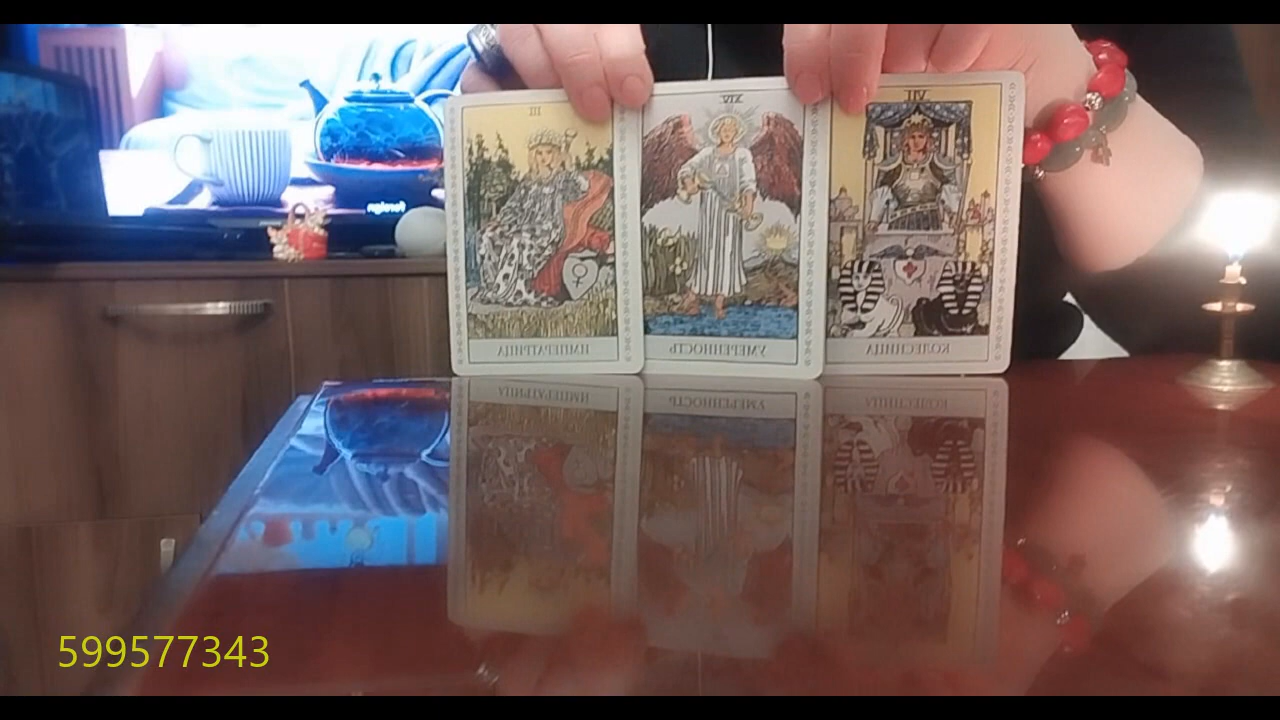 III
XIV
VII
ИМПЕРАТРИЦА
УМЕРЕННОСТЬ
КОЛЕСНИЦА
599577343